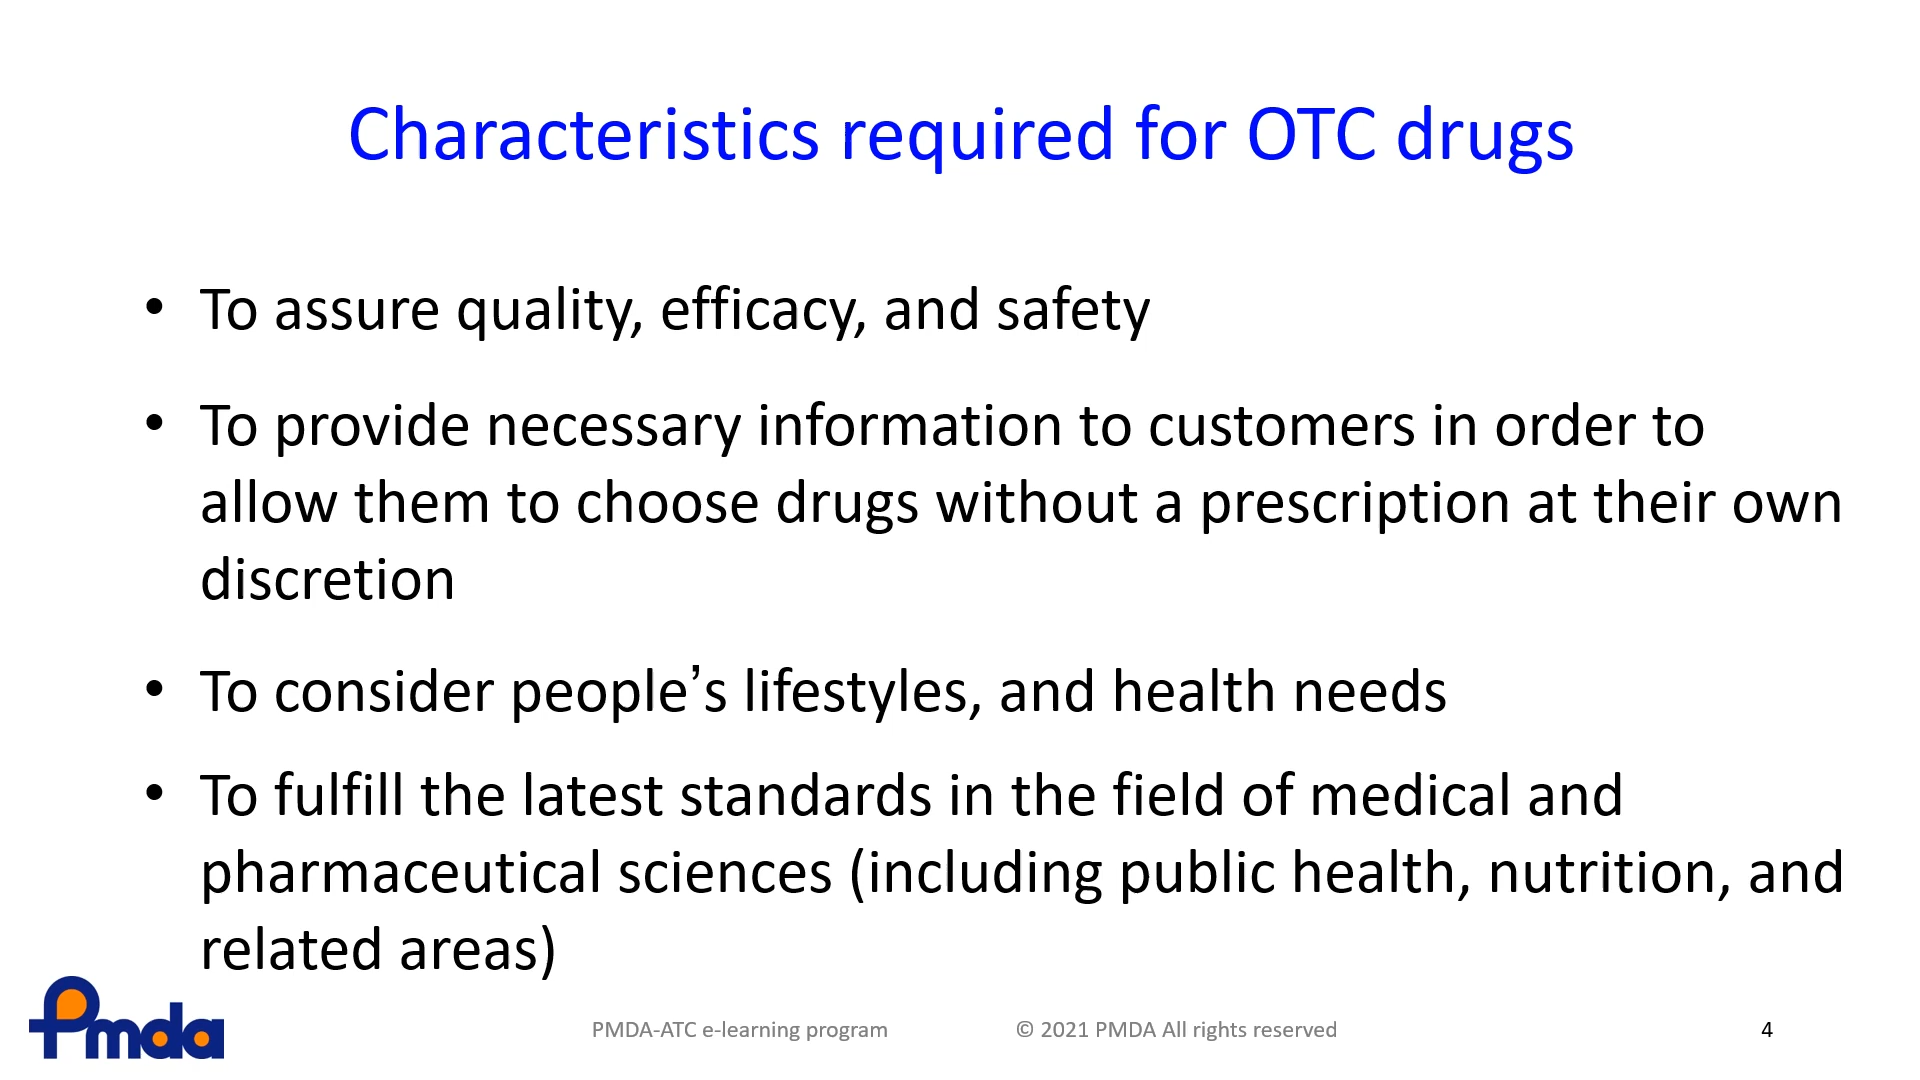 Characteristics required for OTC drugs
• To assure quality, efficacy, and safety
• To provide necessary information to customers in order to
allow them to choose drugs without a prescription at their own
discretion
• To consider people’s lifestyles, and health needs
• To fulfill the latest standards in the field of medical and
pharmaceutical sciences (including public health, nutrition, and
related areas)
Pmda
PMDA-ATC e-learning program
© 2021 PMDA All rights reserved
4